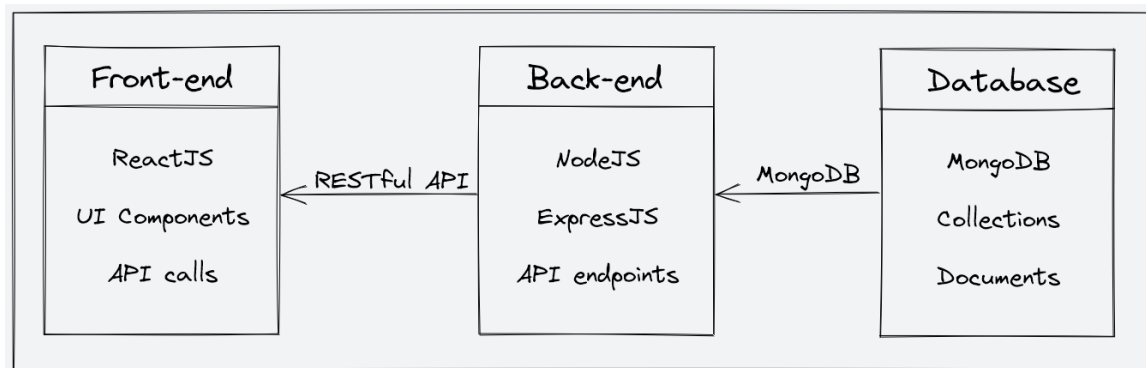 Front-end
ReactJS
UI Components
API calls
RESTful API
Back-end
NodeJS
ExpressJS
API endpoints
MongoDB
Database
MongoDB
Collections
Documents